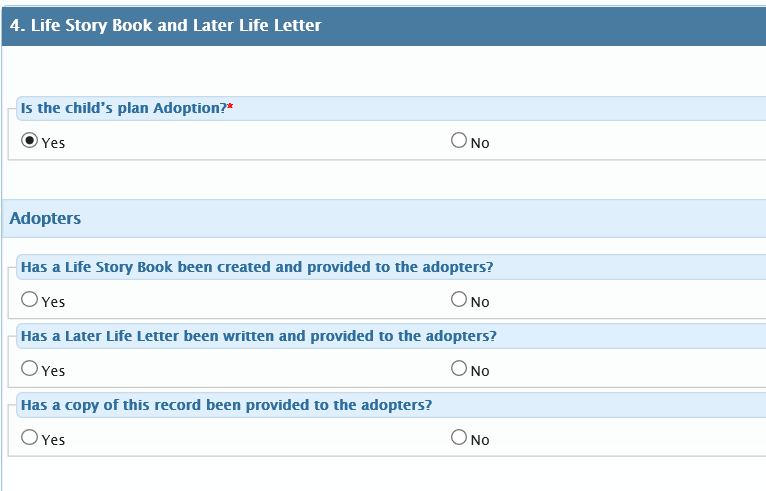 4. Life Story Book and Later Life Letter
Is the child's plan Adoption?*
Yes No
Adopters
Has a Life Story Book been created and provided to the adopters?
Yes No
Has a Later Life Letter been written and provided to the adopters?
Yes No
Has a copy of this record been provided to the adopters?
Yes No